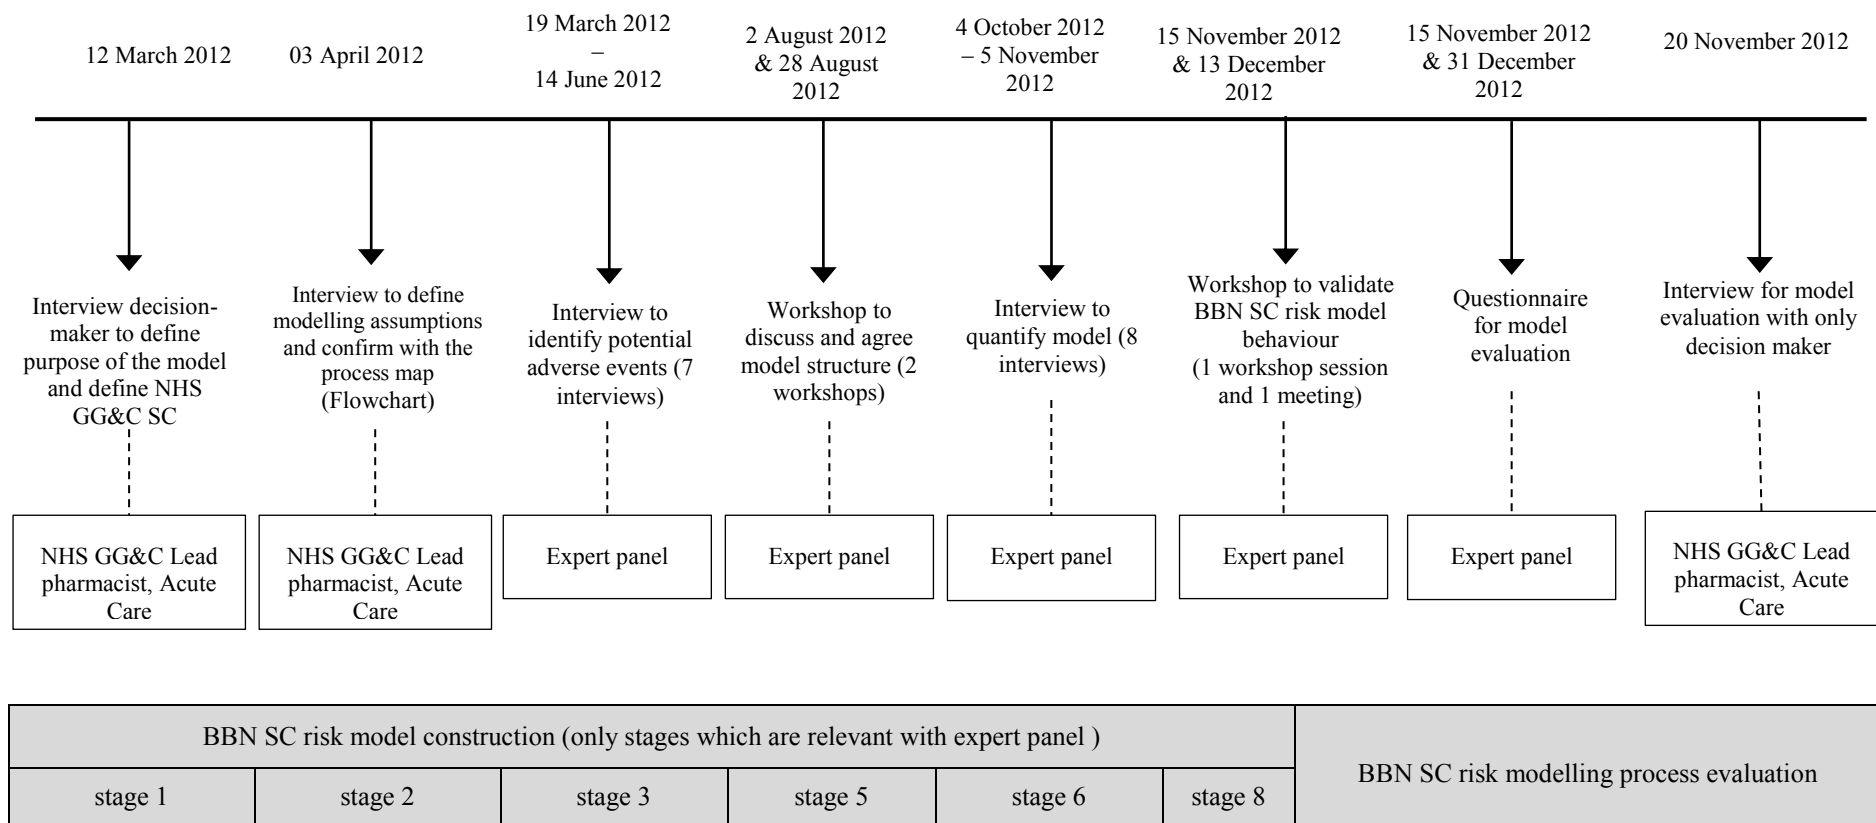 12 March 2012
03 April 2012
19 March 2012
–
14 June 2012
2 August 2012
& 28 August
2012
4 October 2012
– 5 November
2012
15 November 2012
& 13 December
2012
15 November 2012
& 31 December
2012
20 November 2012
Interview decision-
maker to define
purpose of the model
and define NHS
GG&C SC
Interview to define
modelling assumptions
and confirm with the
process map
(Flowchart)
Interview to
identify potential
adverse events (7
interviews)
Workshop to
discuss and agree
model structure (2
workshops)
Interview to
quantify model (8
interviews)
Workshop to validate
BBN SC risk model
behaviour
(1 workshop session
and 1 meeting)
Questionnaire
for model
evaluation
Interview for model
evaluation with only
decision maker
NHS GG&C Lead
pharmacist, Acute
Care
NHS GG&C Lead
pharmacist, Acute
Care
Expert panel
Expert panel
Expert panel
Expert panel
Expert panel
NHS GG&C Lead
pharmacist, Acute
Care
BBN SC risk model construction (only stages which are relevant with expert panel )
BBN SC risk modelling process evaluation
stage 1
stage 2
stage 3
stage 5
stage 6
stage 8